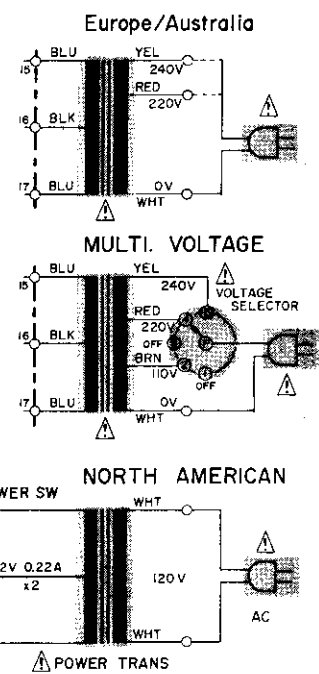 Europe/Australia
15 BLU YEL
240V
RED
220V
16 BLK
17 BLU 0V
WHT
MULTI. VOLTAGE
15 BLU YEL
240V
VOLTAGE
SELECTOR
RED
220V
16 BLK OFF
BRN
110V
OFF
17 BLU 0V
WHT
NORTH AMERICAN
WER SW WHT
2V 0.22A
x2
120V
AC
WHT
POWER TRANS